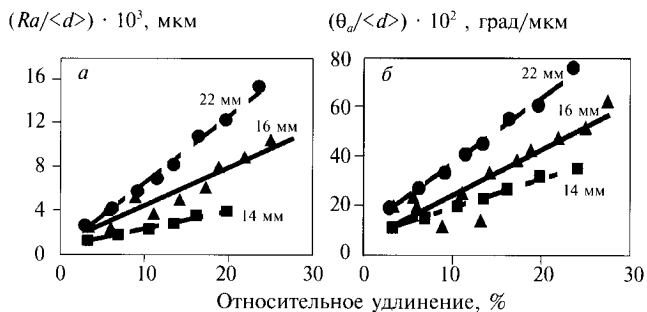 (Ra/<d>) · 10³, мкм
(θₐ/<d>) · 10² , град/мкм
16
12
8
4
0
а
22 мм
16 мм
14 мм
0
10
20
30
80
60
40
20
0
б
22 мм
16 мм
14 мм
0
10
20
30
Относительное удлинение, %